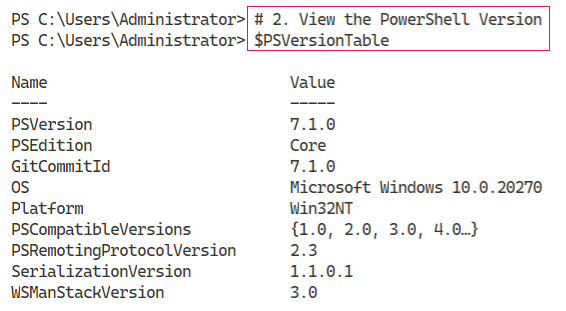 PS C:\Users\Administrator> # 2. View the PowerShell Version
PS C:\Users\Administrator> $PSVersionTable
Name Value
---- -----
PSVersion 7.1.0
PSEdition Core
GitCommitId 7.1.0
OS Microsoft Windows 10.0.20270
Platform Win32NT
PSCompatibleVersions {1.0, 2.0, 3.0, 4.0…}
PSRemotingProtocolVersion 2.3
SerializationVersion 1.1.0.1
WSManStackVersion 3.0